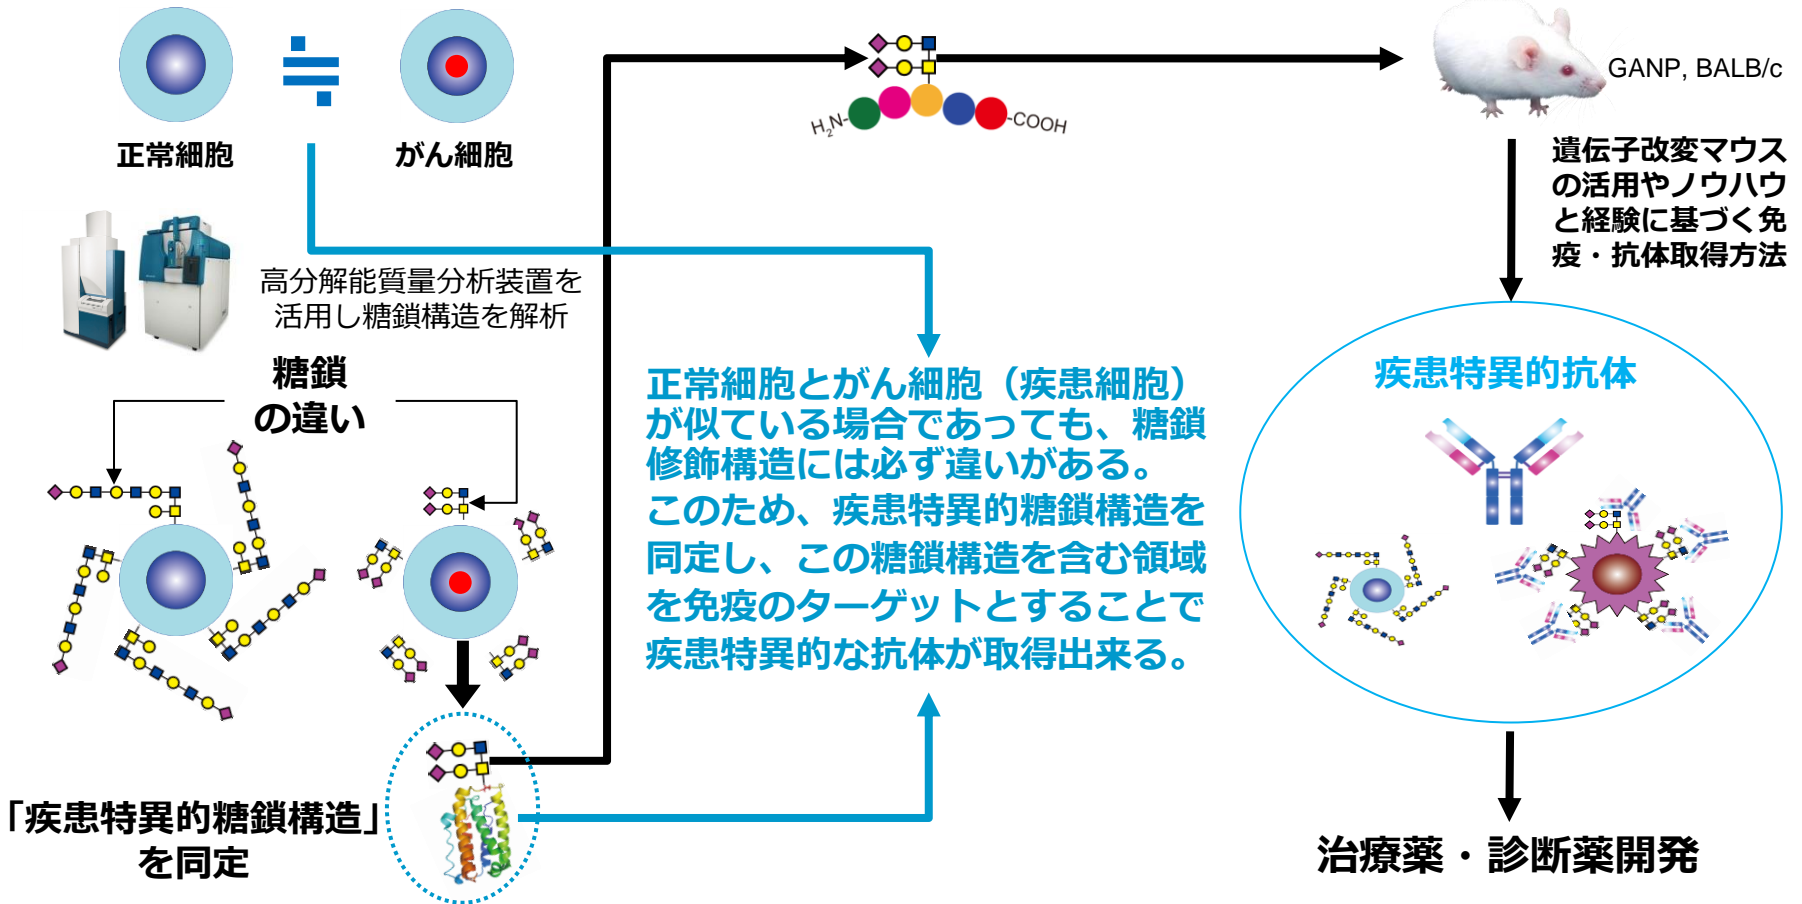 正常細胞
がん細胞
高分解能質量分析装置を
活用し糖鎖構造を解析
糖鎖
の違い
「疾患特異的糖鎖構造」
を同定
H2N-
-COOH
正常細胞とがん細胞（疾患細胞）
が似ている場合であっても、糖鎖
修飾構造には必ず違いがある。
このため、疾患特異的糖鎖構造を
同定し、この糖鎖構造を含む領域
を免疫のターゲットとすることで
疾患特異的な抗体が取得出来る。
GANP, BALB/c
遺伝子改変マウス
の活用やノウハウ
と経験に基づく免
疫・抗体取得方法
疾患特異的抗体
治療薬・診断薬開発